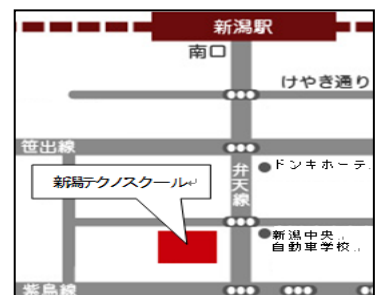 新潟駅
南口
けやき通り
笹出線
弁天線
●ドンキホーテ
新潟テクノスクール↵
●新潟中央
自動車学校
紫鳥線